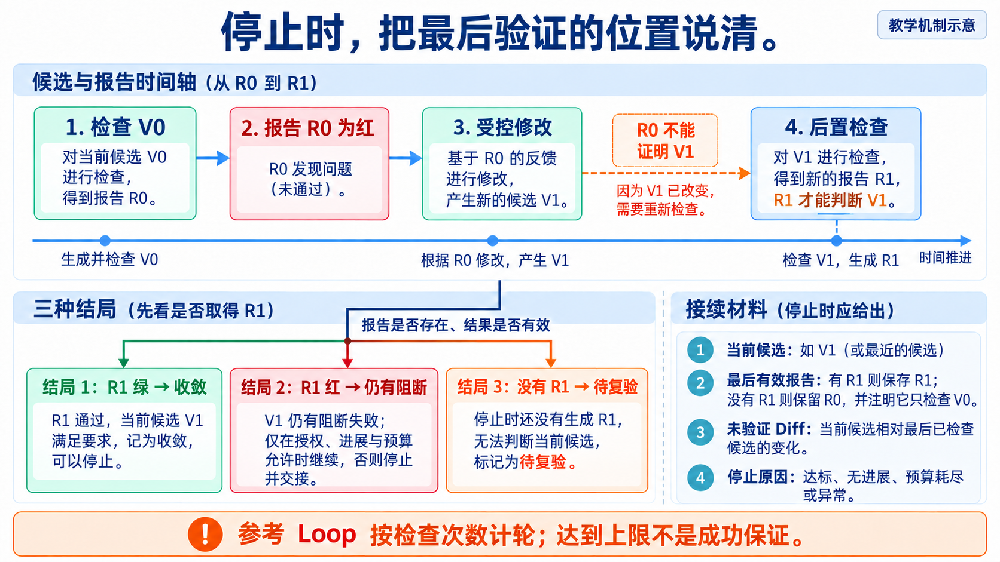 停止时，把最后验证的位置说清。
教学机制示意
候选与报告时间轴（从 R0 到 R1）
1. 检查 V0
对当前候选 V0
进行检查，
得到报告 R0。
2. 报告 R0 为红
R0 发现问题
（未通过）。
3. 受控修改
基于 R0 的反馈
进行修改，
产生新的候选 V1。
R0 不能
证明 V1
因为 V1 已改变，
需要重新检查。
4. 后置检查
对 V1 进行检查，
得到新的报告 R1，
R1 才能判断 V1。
生成并检查 V0
根据 R0 修改，产生 V1
检查 V1，生成 R1
时间推进
三种结局（先看是否取得 R1）
报告是否存在、结果是否有效
结局 1：R1 绿 → 收敛
R1 通过，当前候选 V1
满足要求，记为收敛，
可以停止。
结局 2：R1 红 → 仍有阻断
V1 仍有阻断失败；
仅在授权、进展与预算
允许时继续，否则停止
并交接。
结局 3：没有 R1 → 待复验
停止时还没有生成 R1，
无法判断当前候选，
标记为待复验。
接续材料（停止时应给出）
1 当前候选：如 V1（或最近的候选）
2 最后有效报告：有 R1 则保存 R1；
没有 R1 则保留 R0，并注明它只检查 V0。
3 未验证 Diff：当前候选相对最后已检查
候选的变化。
4 停止原因：达标、无进展、预算耗尽
或异常。
! 参考 Loop 按检查次数计轮；达到上限不是成功保证。